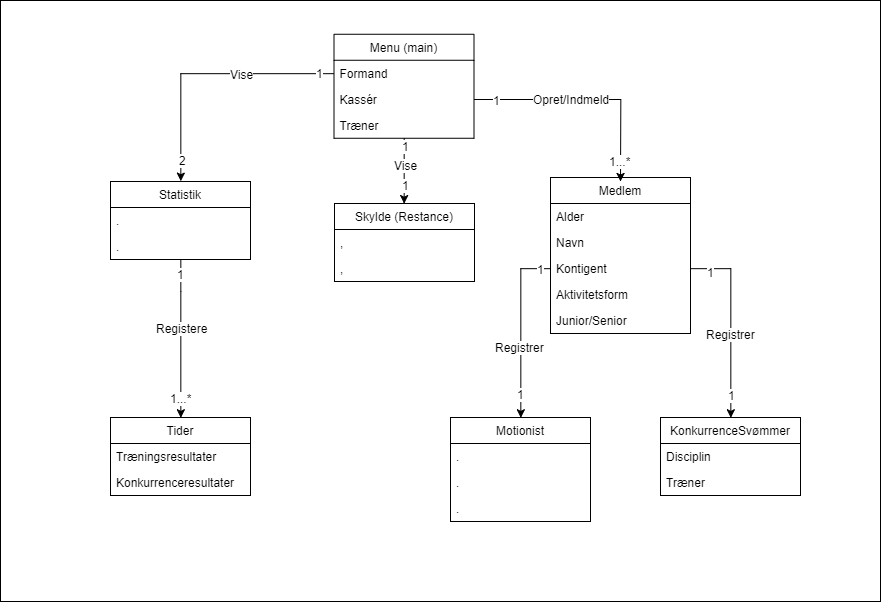 Menu (main)
Formand
Kassér
Træner
1
Vise
2
1
Opret/Indmeld
1...*
1
Vise
1
Statistik
.
.
Skylde (Restance)
,
,
Medlem
Alder
Navn
Kontigent
Aktivitetsform
Junior/Senior
1
Registere
1...*
1
Registrer
1
1
Registrer
1
Tider
Træningsresultater
Konkurrenceresultater
Motionist
.
.
.
KonkurrenceSvømmer
Disciplin
Træner